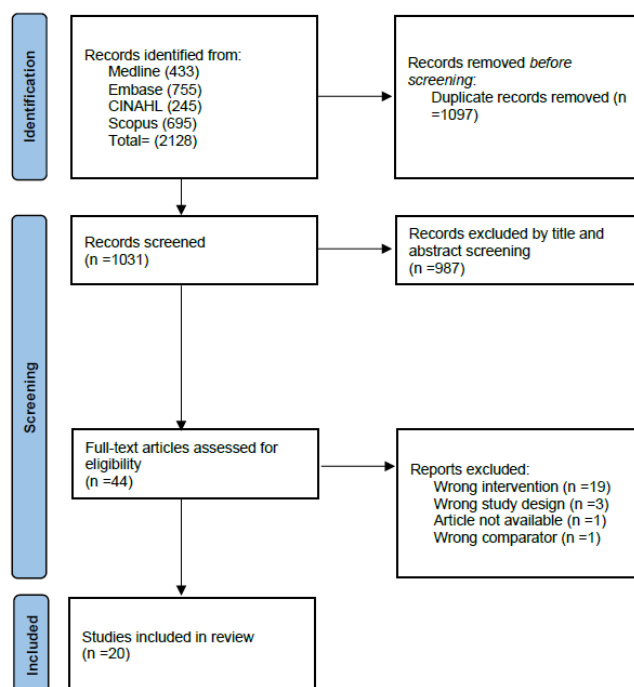 Identification
Records identified from:
Medline (433)
Embase (755)
CINAHL (245)
Scopus (695)
Total= (2128)
Records removed before
screening:
Duplicate records removed (n
=1097)
Screening
Records screened
(n =1031)
Records excluded by title and
abstract screening
(n =987)
Full-text articles assessed for
eligibility
(n =44)
Reports excluded:
Wrong intervention (n =19)
Wrong study design (n =3)
Article not available (n =1)
Wrong comparator (n =1)
Included
Studies included in review
(n =20)